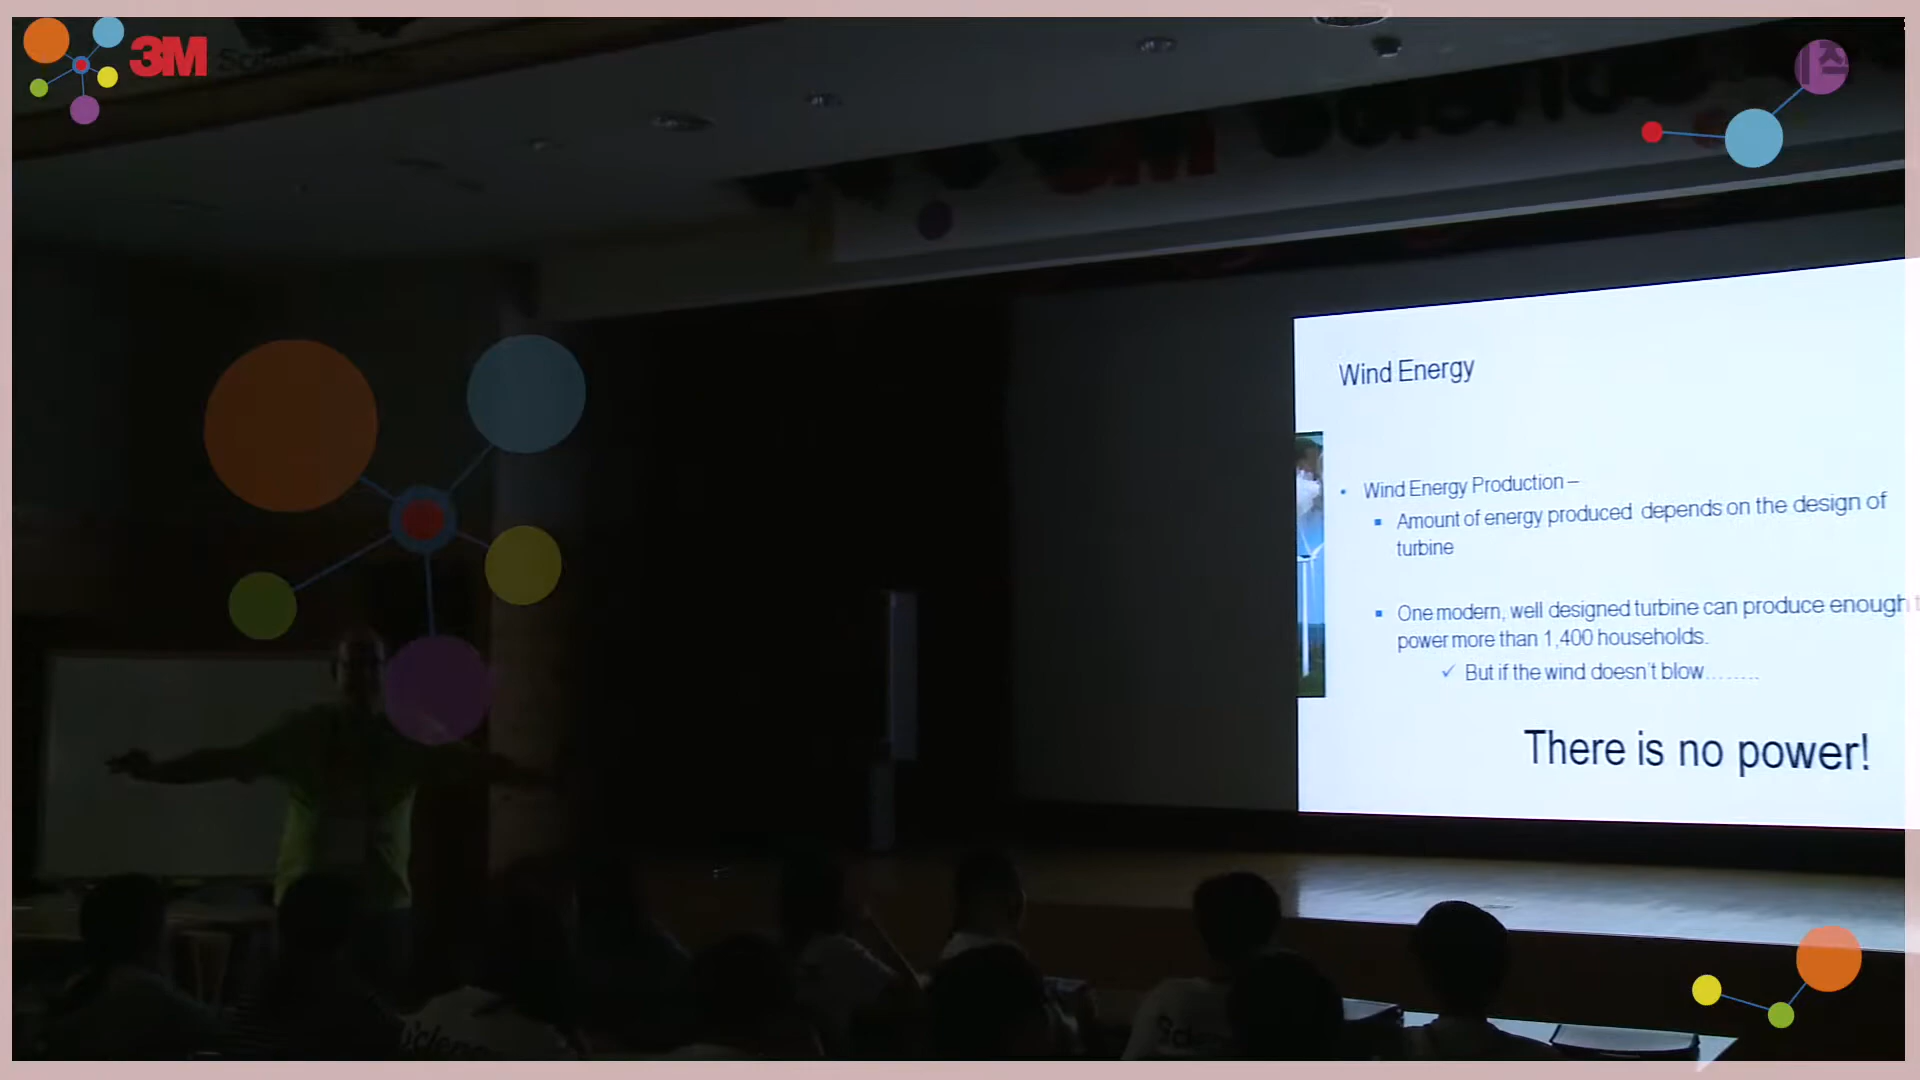 3M
3M Science
Wind Energy
• Wind Energy Production –
▪ Amount of energy produced depends on the design of
turbine
▪ One modern, well designed turbine can produce enough
power more than 1,400 households.
✓ But if the wind doesn't blow........
There is no power!